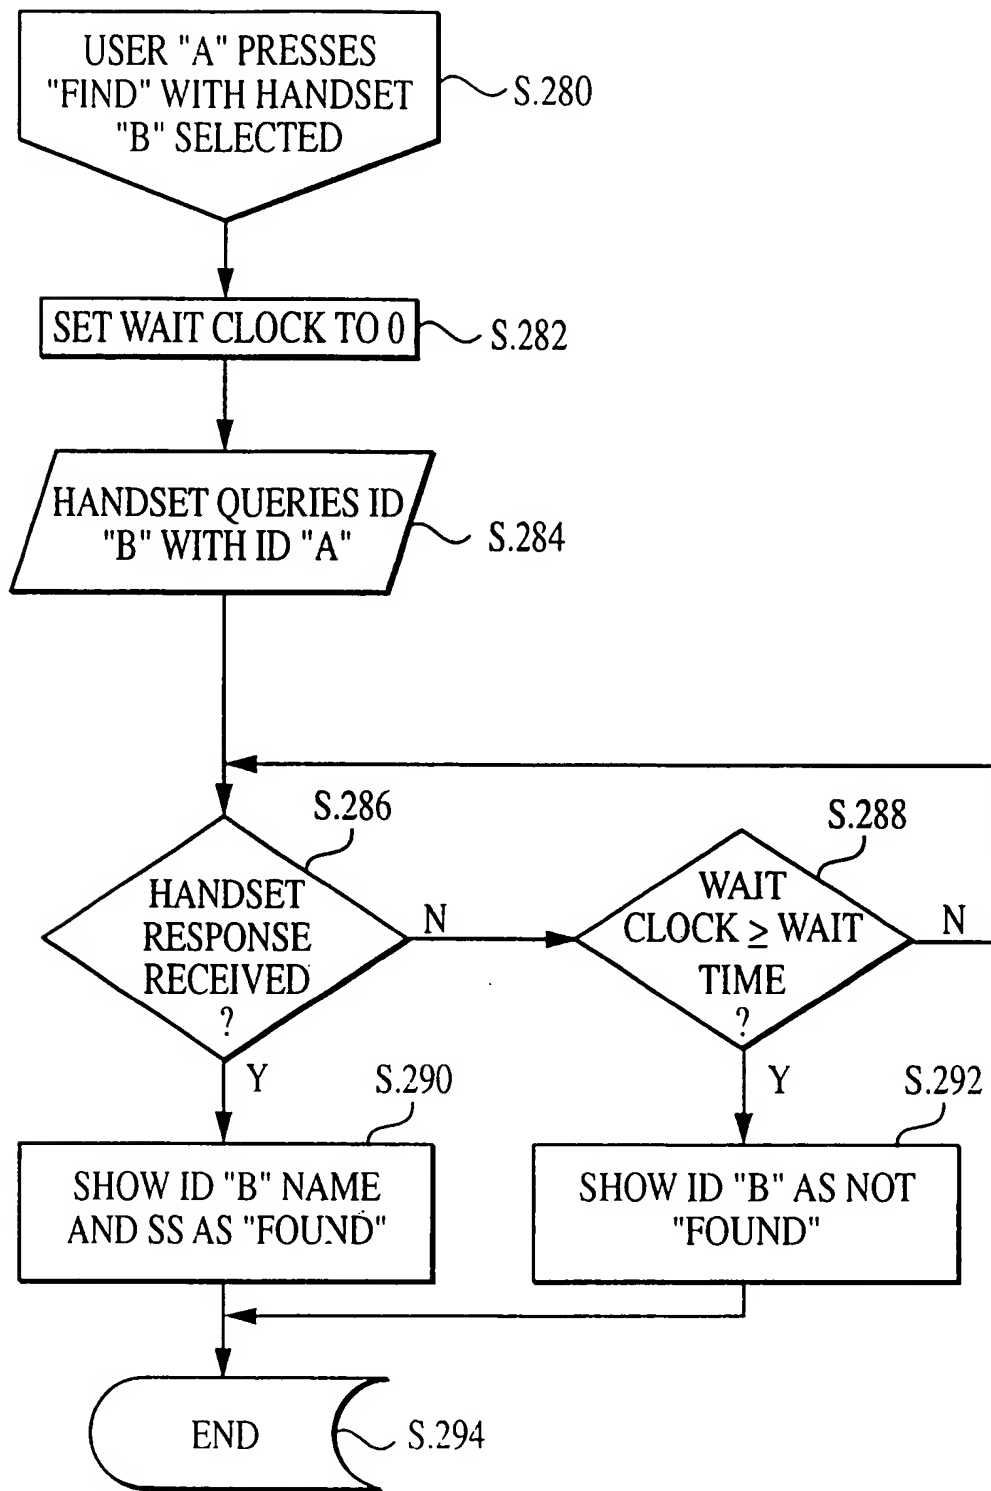 USER "A" PRESSES
"FIND" WITH HANDSET
"B" SELECTED
S.280
SET WAIT CLOCK TO 0
S.282
HANDSET QUERIES ID
"B" WITH ID "A"
S.284
S.286
HANDSET
RESPONSE
RECEIVED
?
N
Y
S.288
WAIT
CLOCK ≥ WAIT
TIME
?
N
Y
S.290
SHOW ID "B" NAME
AND SS AS "FOUND"
S.292
SHOW ID "B" AS NOT
"FOUND"
END
S.294